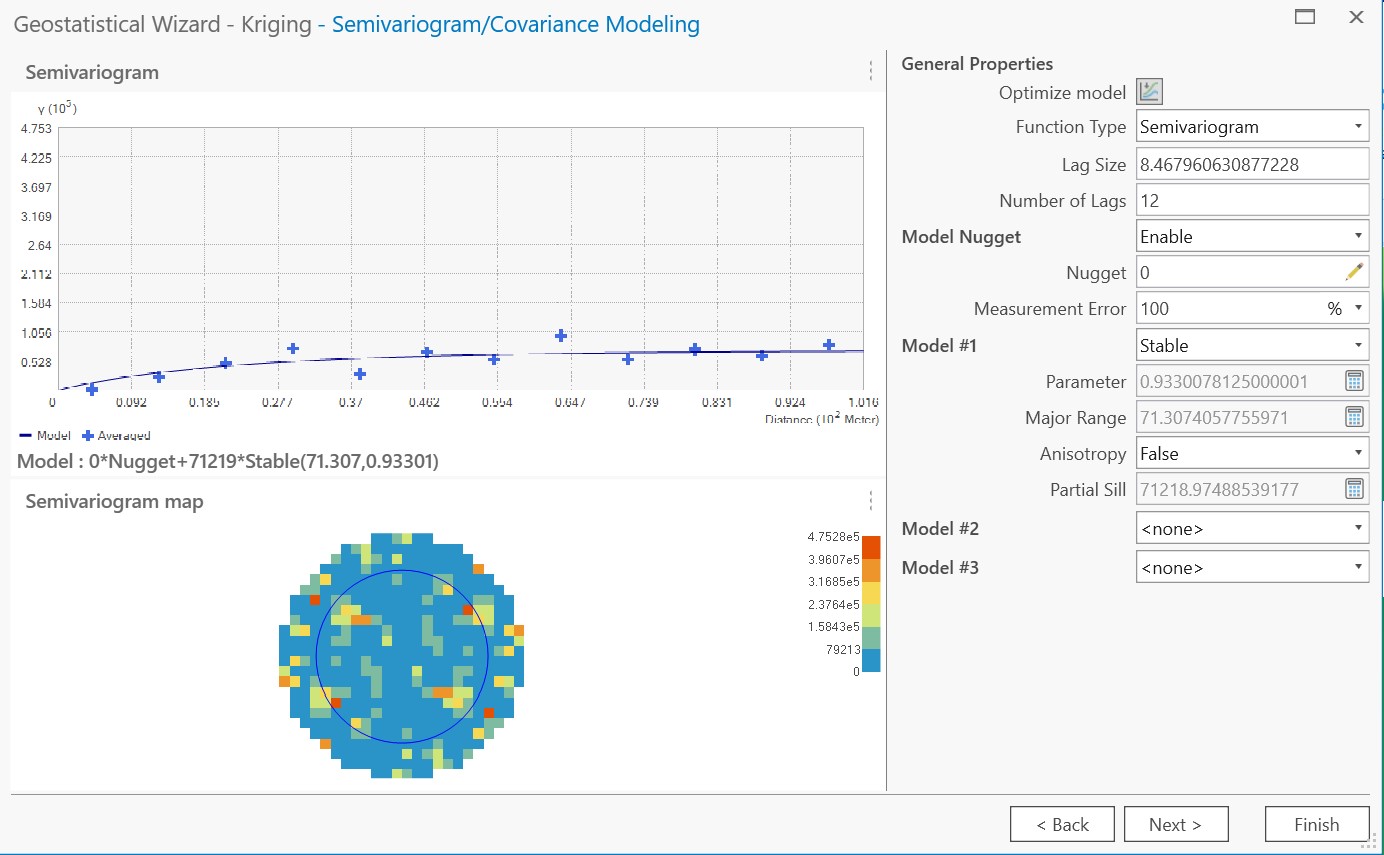 Geostatistical Wizard - Kriging - Semivariogram/Covariance Modeling
Semivariogram
γ (10⁵)
4.753
4.225
3.697
3.169
2.64
2.112
1.584
1.056
0.528
0 0.092 0.185 0.277 0.37 0.462 0.554 0.647 0.739 0.831 0.924 1.016
Distance (10² Meter)
Model Averaged
Model : 0*Nugget+71219*Stable(71.307,0.93301)
Semivariogram map
4.7528e5
3.9607e5
3.1685e5
2.3764e5
1.5843e5
79213
0
General Properties
Optimize model
Function Type Semivariogram
Lag Size 8.467960630877228
Number of Lags 12
Model Nugget Enable
Nugget 0
Measurement Error 100 %
Model #1 Stable
Parameter 0.9330078125000001
Major Range 71.3074057755971
Anisotropy False
Partial Sill 71218.97488539177
Model #2 <none>
Model #3 <none>
< Back Next > Finish